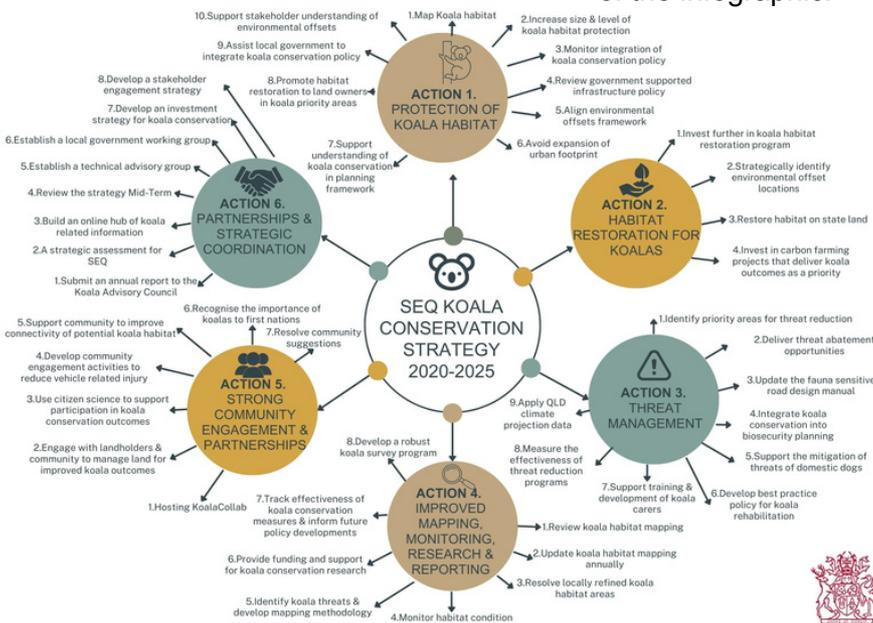 of the infographic.
SEQ KOALA
CONSERVATION
STRATEGY
2020-2025
ACTION 1.
PROTECTION OF
KOALA HABITAT
1.Map Koala habitat
2.Increase size & level of
koala habitat protection
3.Monitor integration of
koala conservation policy
4.Review government supported
infrastructure policy
5.Align environmental
offsets framework
6.Avoid expansion of
urban footprint
7.Support
understanding of
koala conservation
in planning
framework
8.Promote habitat
restoration to land owners
in koala priority areas
9.Assist local government to
integrate koala conservation policy
10.Support stakeholder understanding of
environmental offsets
ACTION 2.
HABITAT
RESTORATION FOR
KOALAS
1.Invest further in koala habitat
restoration program
2.Strategically identify
environmental offset
locations
3.Restore habitat on state land
4.Invest in carbon farming
projects that deliver koala
outcomes as a priority
ACTION 3.
THREAT
MANAGEMENT
1.Identify priority areas for threat reduction
2.Deliver threat abatement
opportunities
3.Update the fauna sensitive
road design manual
4.Integrate koala
conservation into
biosecurity planning
5.Support the mitigation of
threats of domestic dogs
6.Develop best practice
policy for koala
rehabilitation
7.Support training &
development of koala
carers
8.Measure the
effectiveness of
threat reduction
programs
9.Apply QLD
climate
projection data
ACTION 4.
IMPROVED
MAPPING,
MONITORING,
RESEARCH &
REPORTING
1.Review koala habitat mapping
2.Update koala habitat mapping
annually
3.Resolve locally refined koala
habitat areas
4.Monitor habitat condition
5.Identify koala threats &
develop mapping methodology
6.Provide funding and support
for koala conservation research
7.Track effectiveness of
koala conservation
measures & inform future
policy developments
8.Develop a robust
koala survey program
ACTION 5.
STRONG
COMMUNITY
ENGAGEMENT &
PARTNERSHIPS
1.Hosting KoalaCollab
2.Engage with landholders &
community to manage land for
improved koala outcomes
3.Use citizen science to support
participation in koala
conservation outcomes
4.Develop community
engagement activities to
reduce vehicle related injury
5.Support community to improve
connectivity of potential koala habitat
6.Recognise the importance of
koalas to first nations
7.Resolve community
suggestions
ACTION 6.
PARTNERSHIPS &
STRATEGIC
COORDINATION
1.Submit an annual report to the
Koala Advisory Council
2.A strategic assessment for
SEQ
3.Build an online hub of koala
related information
4.Review the strategy Mid-Term
5.Establish a technical advisory group
6.Establish a local government working group
7.Develop an investment
strategy for koala conservation
8.Develop a stakeholder
engagement strategy